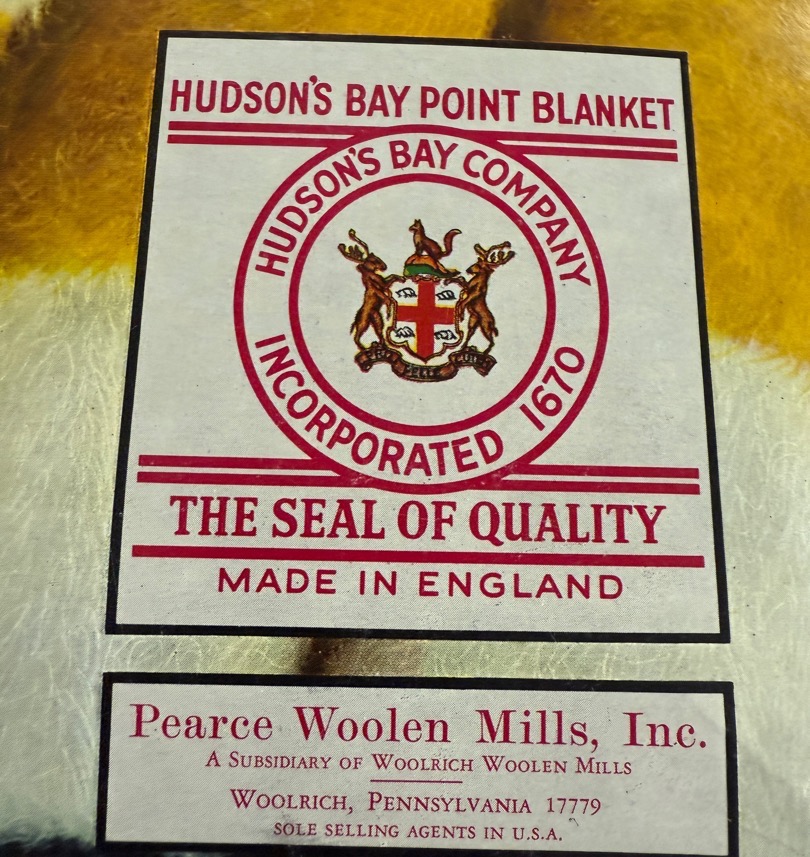 HUDSON'S BAY POINT BLANKET
HUDSON'S BAY COMPANY
INCORPORATED 1670
THE SEAL OF QUALITY
MADE IN ENGLAND
Pearce Woolen Mills, Inc.
A SUBSIDIARY OF WOOLRICH WOOLEN MILLS
WOOLRICH, PENNSYLVANIA 17779
SOLE SELLING AGENTS IN U.S.A.